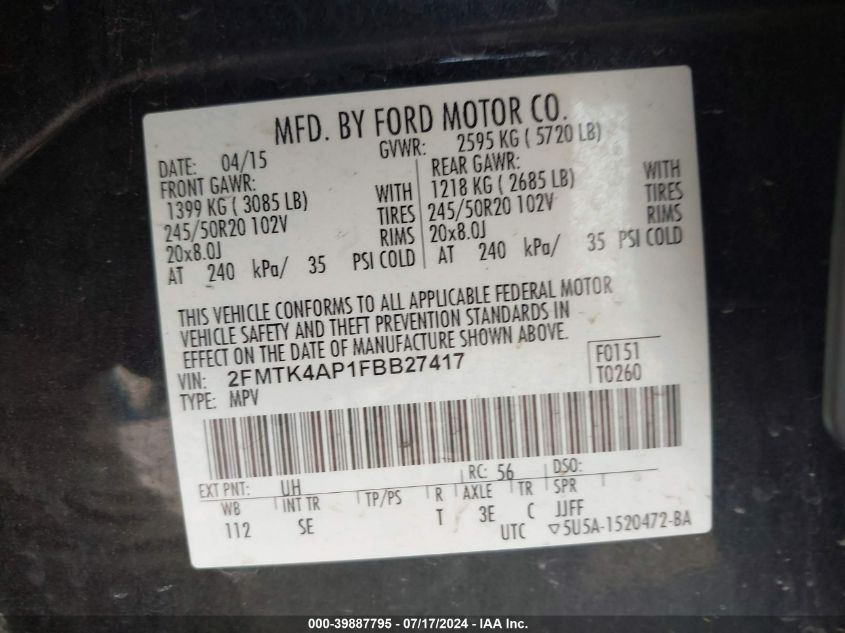 MFD. BY FORD MOTOR CO.
DATE: 04/15
GVWR: 2595 KG ( 5720 LB)
FRONT GAWR:
1399 KG ( 3085 LB) WITH
245/50R20 102V TIRES
20x8.0J RIMS
AT 240 kPa/ 35 PSI COLD
REAR GAWR:
1218 KG ( 2685 LB) WITH
245/50R20 102V TIRES
20x8.0J RIMS
AT 240 kPa/ 35 PSI COLD
THIS VEHICLE CONFORMS TO ALL APPLICABLE FEDERAL MOTOR
VEHICLE SAFETY AND THEFT PREVENTION STANDARDS IN
EFFECT ON THE DATE OF MANUFACTURE SHOWN ABOVE.
VIN: 2FMTK4AP1FBB27417
TYPE: MPV
F0151
T0260
EXT PNT: UH RC: 56 DSO:
WB INT TR TP/PS R AXLE TR SPR
112 SE T 3E C JJFF
UTC ▽5U5A-1520472-BA
000-39887795 - 07/17/2024 - IAA Inc.